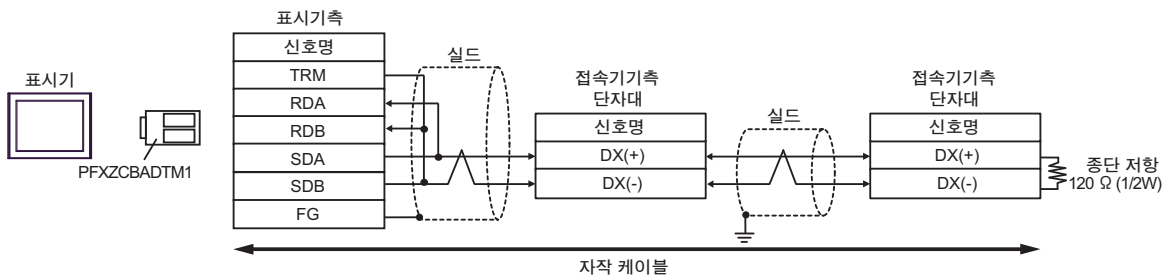 표시기
PFXZCBADTM1
표시기측
신호명
TRM
RDA
RDB
SDA
SDB
FG
실드
접속기기측
단자대
신호명
DX(+)
DX(-)
실드
접속기기측
단자대
신호명
DX(+)
DX(-)
종단 저항
120 Ω (1/2W)
자작 케이블